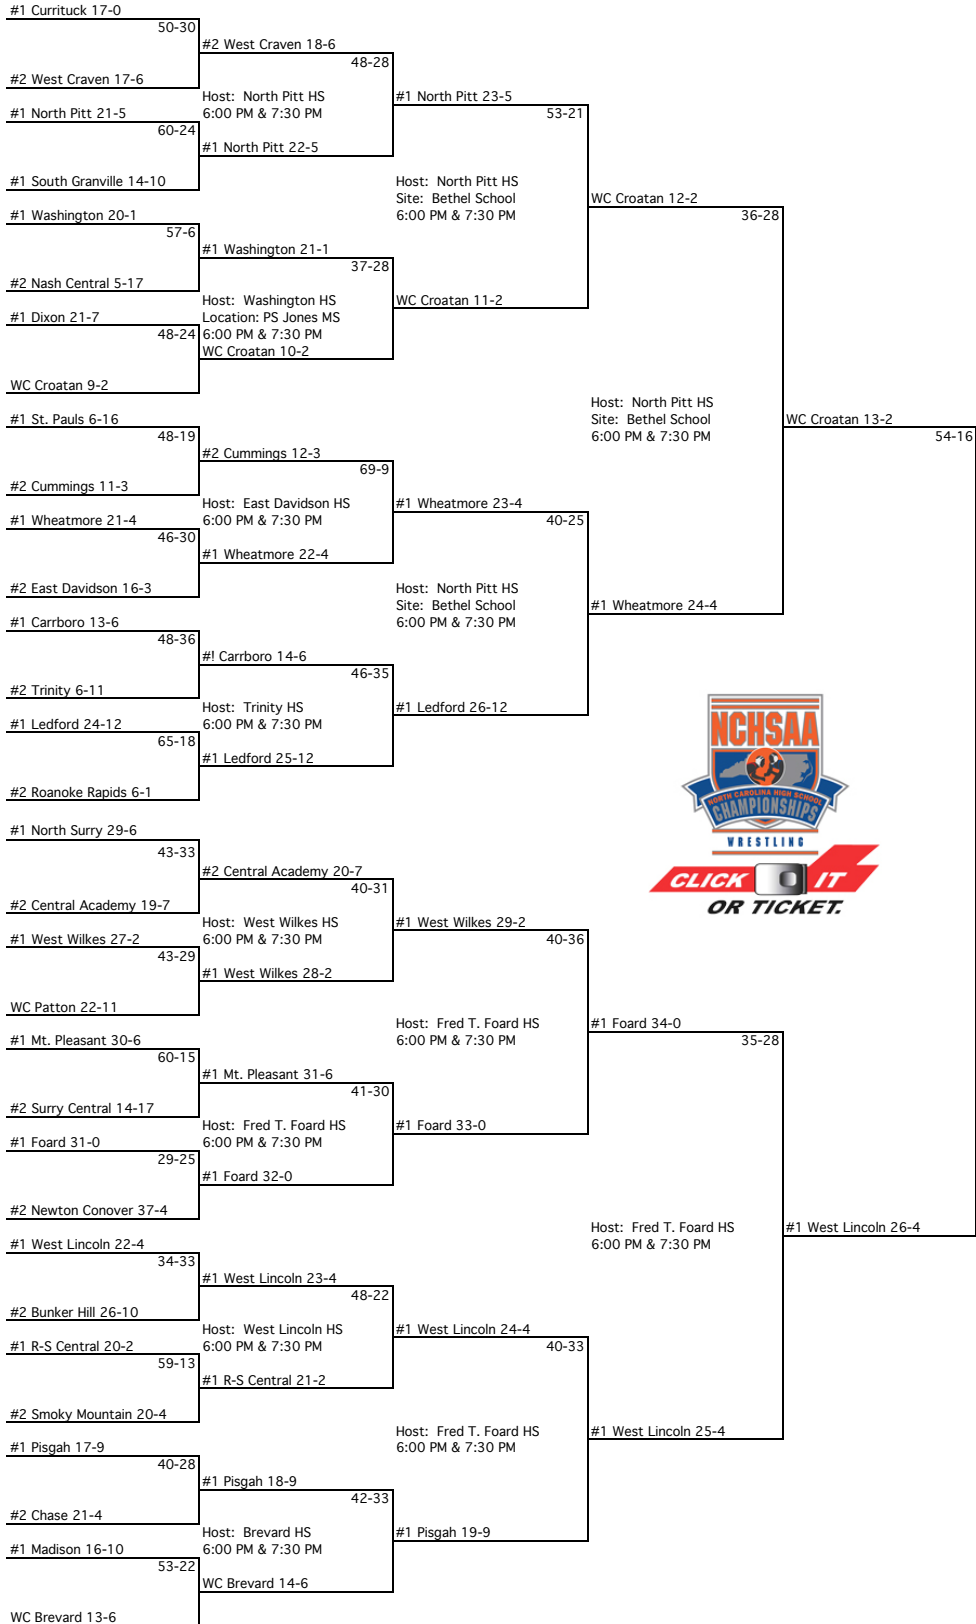 #1 Currituck 17-0
50-30
#2 West Craven 18-6
48-28
#2 West Craven 17-6
Host:  North Pitt HS
#1 North Pitt 23-5
#1 North Pitt 21-5
6:00 PM & 7:30 PM
53-21
60-24
#1 North Pitt 22-5
#1 South Granville 14-10
Host:  North Pitt HS
Site:  Bethel School
WC Croatan 12-2
#1 Washington 20-1
6:00 PM & 7:30 PM
36-28
57-6
#1 Washington 21-1
37-28
#2 Nash Central 5-17
Host:  Washington HS
WC Croatan 11-2
#1 Dixon 21-7
Location: PS Jones MS
48-24
6:00 PM & 7:30 PM
WC Croatan 10-2
WC Croatan 9-2
Host:  North Pitt HS
#1 St. Pauls 6-16
Site:  Bethel School
WC Croatan 13-2
48-19
6:00 PM & 7:30 PM
54-16
#2 Cummings 12-3
69-9
#2 Cummings 11-3
Host:  East Davidson HS
#1 Wheatmore 23-4
#1 Wheatmore 21-4
6:00 PM & 7:30 PM
40-25
46-30
#1 Wheatmore 22-4
#2 East Davidson 16-3
Host:  North Pitt HS
Site:  Bethel School
#1 Wheatmore 24-4
#1 Carrboro 13-6
6:00 PM & 7:30 PM
48-36
#! Carrboro 14-6
46-35
#2 Trinity 6-11
Host:  Trinity HS
#1 Ledford 26-12
#1 Ledford 24-12
6:00 PM & 7:30 PM
65-18
#1 Ledford 25-12
#2 Roanoke Rapids 6-1
NCHSAA
NORTH CAROLINA HIGH SCHOOL
CHAMPIONSHIPS
WRESTLING
CLICK IT
OR TICKET.
#1 North Surry 29-6
43-33
#2 Central Academy 20-7
40-31
#2 Central Academy 19-7
Host:  West Wilkes HS
#1 West Wilkes 29-2
#1 West Wilkes 27-2
6:00 PM & 7:30 PM
40-36
43-29
#1 West Wilkes 28-2
WC Patton 22-11
Host:  Fred T. Foard HS
#1 Foard 34-0
#1 Mt. Pleasant 30-6
6:00 PM & 7:30 PM
35-28
60-15
#1 Mt. Pleasant 31-6
41-30
#2 Surry Central 14-17
Host:  Fred T. Foard HS
#1 Foard 33-0
#1 Foard 31-0
6:00 PM & 7:30 PM
29-25
#1 Foard 32-0
#2 Newton Conover 37-4
Host:  Fred T. Foard HS
#1 West Lincoln 26-4
#1 West Lincoln 22-4
6:00 PM & 7:30 PM
34-33
#1 West Lincoln 23-4
48-22
#2 Bunker Hill 26-10
Host:  West Lincoln HS
#1 West Lincoln 24-4
#1 R-S Central 20-2
6:00 PM & 7:30 PM
40-33
59-13
#1 R-S Central 21-2
#2 Smoky Mountain 20-4
Host:  Fred T. Foard HS
#1 West Lincoln 25-4
#1 Pisgah 17-9
6:00 PM & 7:30 PM
40-28
#1 Pisgah 18-9
42-33
#2 Chase 21-4
Host:  Brevard HS
#1 Pisgah 19-9
#1 Madison 16-10
6:00 PM & 7:30 PM
53-22
WC Brevard 14-6
WC Brevard 13-6